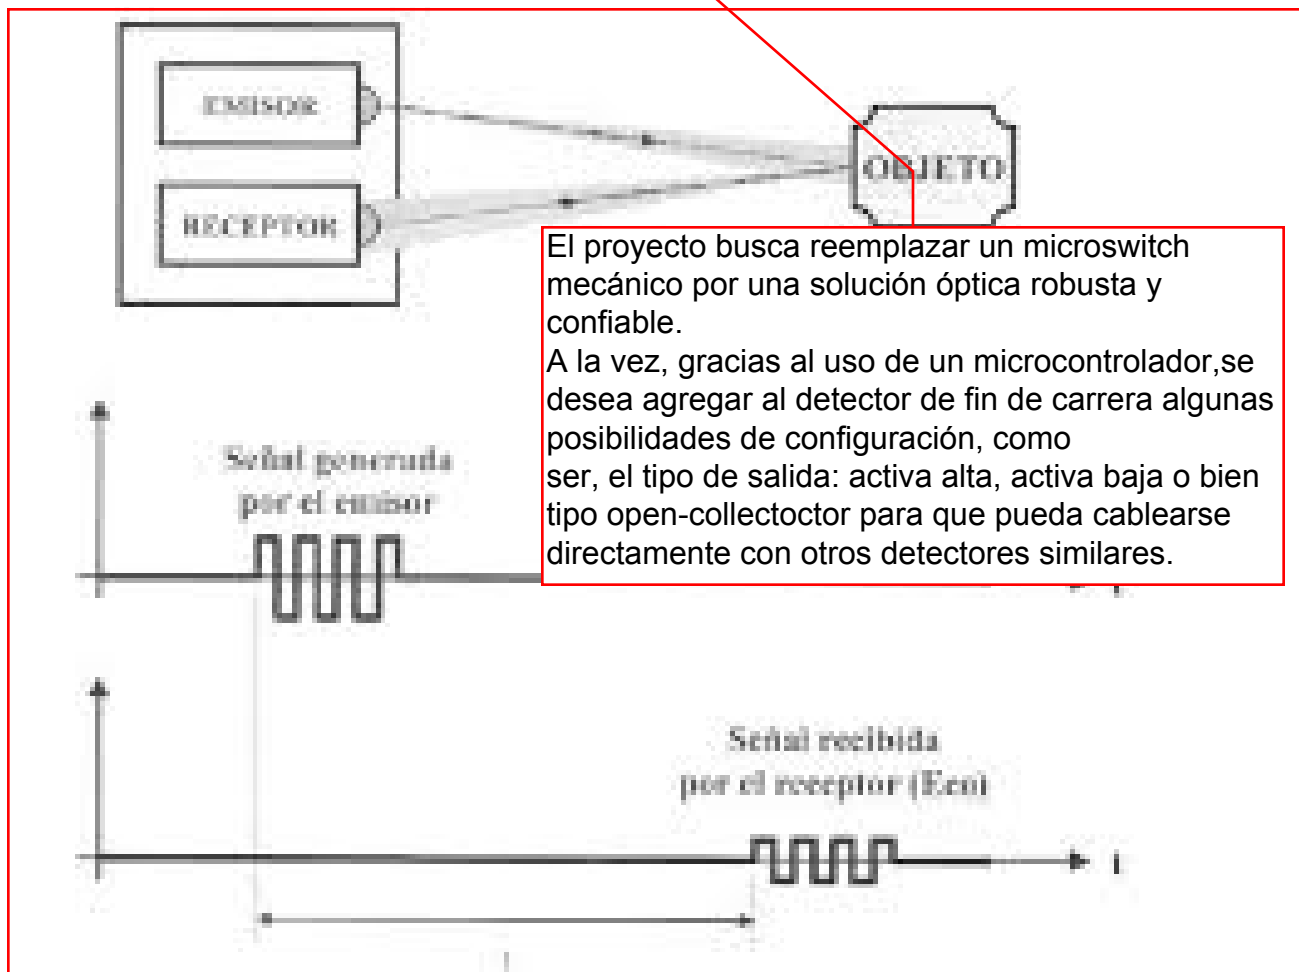 EMISOR
RECEPTOR
OBJETO
El proyecto busca reemplazar un microswitch
mecánico por una solución óptica robusta y
confiable.
A la vez, gracias al uso de un microcontrolador,se
desea agregar al detector de fin de carrera algunas
posibilidades de configuración, como
ser, el tipo de salida: activa alta, activa baja o bien
tipo open-collectoctor para que pueda cablearse
directamente con otros detectores similares.
Señal generada
por el emisor
Señal recibida
por el receptor (Eco)
t